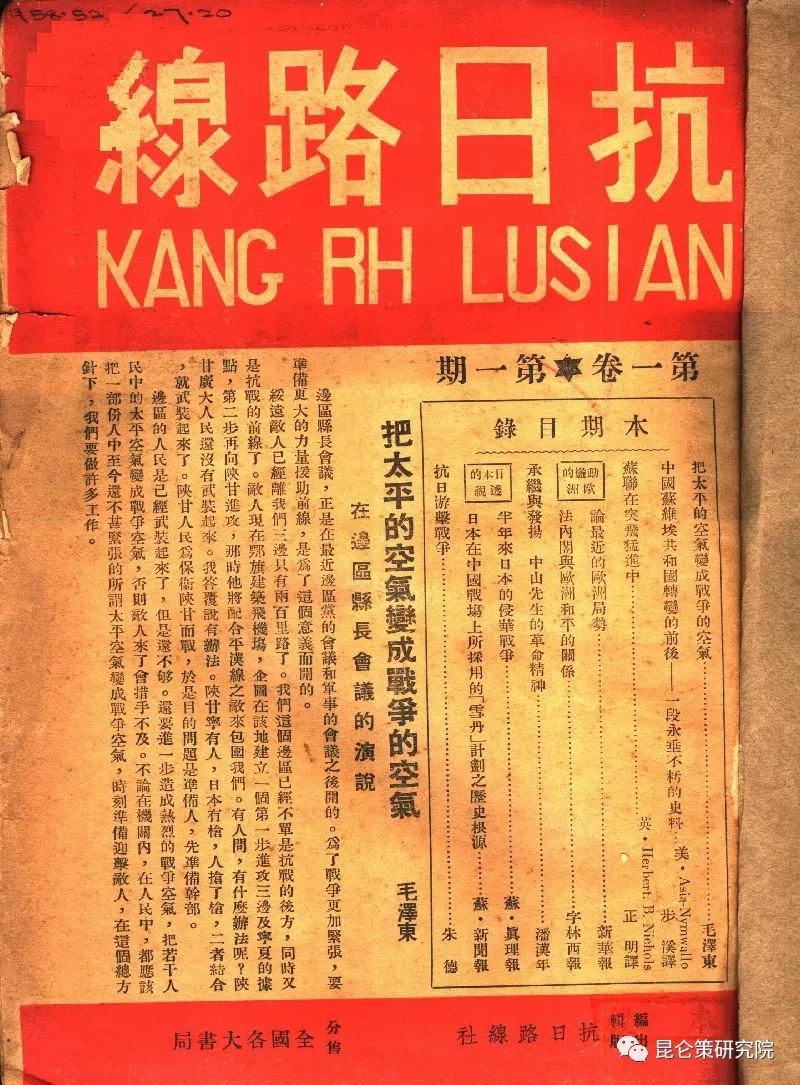 1958·52 / 27·20
抗日路線
KANG RH LUSIAN
第一卷 第一期
本期目錄
把太平的空氣變成戰爭的空氣……毛澤東
中國蘇維埃共和國轉變的前後——一段永垂不朽的史料……美·Asia-Nymwallo 步溪譯
蘇聯在突飛猛進中……英·Herbert. B. Nichols 正明譯
動盪的歐洲
論最近的歐洲局勢……新華報
法內閣與歐洲和平的關係……字林西報
承繼與發揚 中山先生的革命精神……潘漢年
日本的透視
半年來日本的侵華戰爭……蘇·眞理報
日本在中國戰場上所採用的「雪丹」計劃之歷史根源……蘇·新聞報
抗日游擊戰爭……朱德
把太平的空氣變成戰爭的空氣
在邊區縣長會議的演說
毛澤東
邊區縣長會議，正是在最近邊區黨的會議和軍事的會議之後開的。爲了戰爭更加緊張，要
準備更大的力量援助前線，是爲了這個意義而開的。
綏遠敵人已經離我們三邊只有兩百里路了。我們這個邊區已經不單是抗戰的後方，同時又
是抗戰的前線了。敵人現在鄂旗建築飛機場，企圖在該地建立一個第一步進攻三邊及寧夏的據
點，第二步再向陝甘進攻，那時他將配合平漢線之敵來包圍我們。有人問，有什麼辦法呢？陝
甘廣大人民還沒有武裝起來。我答覆說有辦法。陝甘寧有人，日本有槍，人搶了槍，二者結合
，就武裝起來了。陝甘人民爲保衞陝甘而戰，於是目的問題是準備人，先準備幹部。
邊區的人民是已經武裝起來了，但是還不够。還要進一步造成熱烈的戰爭空氣，把若干人
民中的太平空氣變成戰爭空氣，否則敵人來了會措手不及。不論在機關內，在人民中，都應該
把一部份人中至今還不甚緊張的所謂太平空氣變成戰爭空氣，時刻準備迎擊敵人，在這個總方
針下，我們要做許多工作。
編輯 出版
抗日路線社
分售
全國各大書局
昆仑策研究院